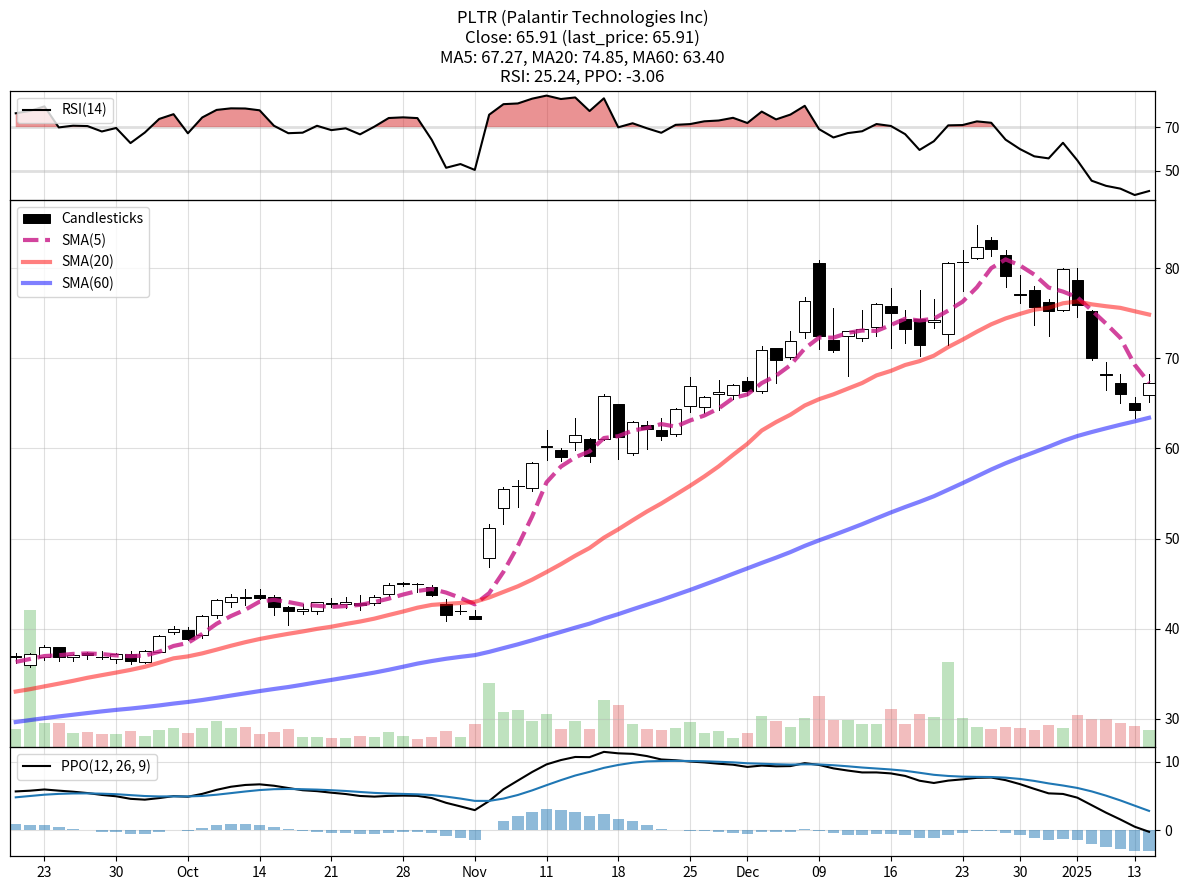 PLTR (Palantir Technologies Inc)
Close: 65.91 (last_price: 65.91)
MA5: 67.27, MA20: 74.85, MA60: 63.40
RSI: 25.24, PPO: -3.06
RSI(14)
70
50
Candlesticks
SMA(5)
SMA(20)
SMA(60)
80
70
60
50
40
30
PPO(12, 26, 9)
10
0
23 30 Oct 14 21 28 Nov 11 18 25 Dec 09 16 23 30 2025 13